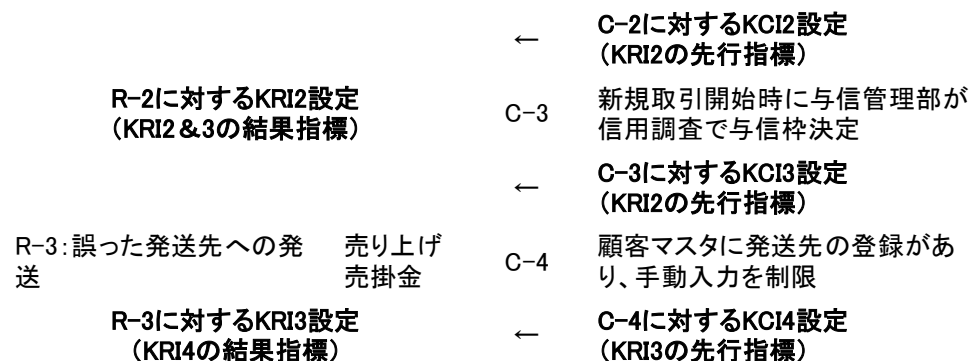 ← C-2に対するKCI2設定
(KRI2の先行指標)
R-2に対するKRI2設定
(KRI2&3の結果指標)
C-3 新規取引開始時に与信管理部が
信用調査で与信枠決定
← C-3に対するKCI3設定
(KRI2の先行指標)
R-3:誤った発送先への発
送
売り上げ
売掛金
C-4 顧客マスタに発送先の登録があ
り、手動入力を制限
R-3に対するKRI3設定
(KRI4の結果指標)
← C-4に対するKCI4設定
(KRI3の先行指標)